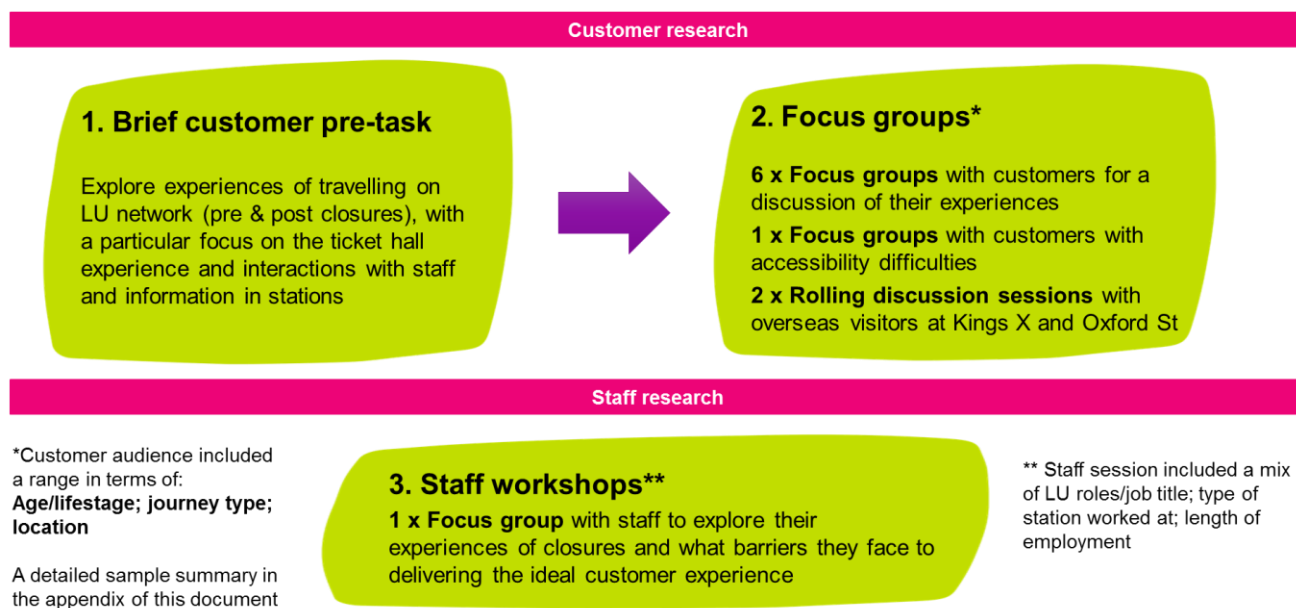 Customer research
1. Brief customer pre-task
Explore experiences of travelling on
LU network (pre & post closures), with
a particular focus on the ticket hall
experience and interactions with staff
and information in stations
2. Focus groups*
6 x Focus groups with customers for a
discussion of their experiences
1 x Focus groups with customers with
accessibility difficulties
2 x Rolling discussion sessions with
overseas visitors at Kings X and Oxford St
Staff research
*Customer audience included
a range in terms of:
Age/lifestage; journey type;
location
A detailed sample summary in
the appendix of this document
3. Staff workshops**
1 x Focus group with staff to explore their
experiences of closures and what barriers they face to
delivering the ideal customer experience
** Staff session included a mix
of LU roles/job title; type of
station worked at; length of
employment